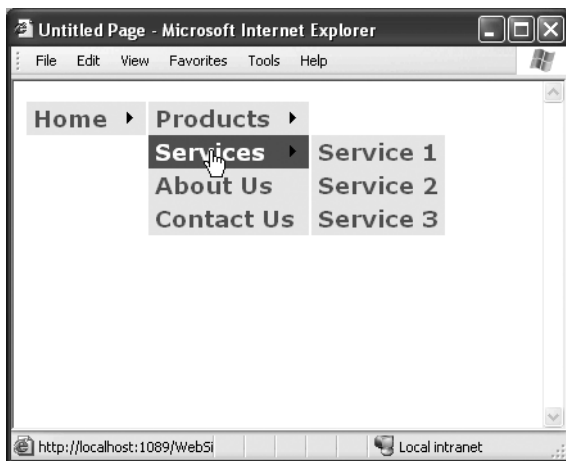 Untitled Page - Microsoft Internet Explorer
File Edit View Favorites Tools Help
Home Products
Services Service 1
About Us Service 2
Contact Us Service 3
http://localhost:1089/WebSi Local intranet